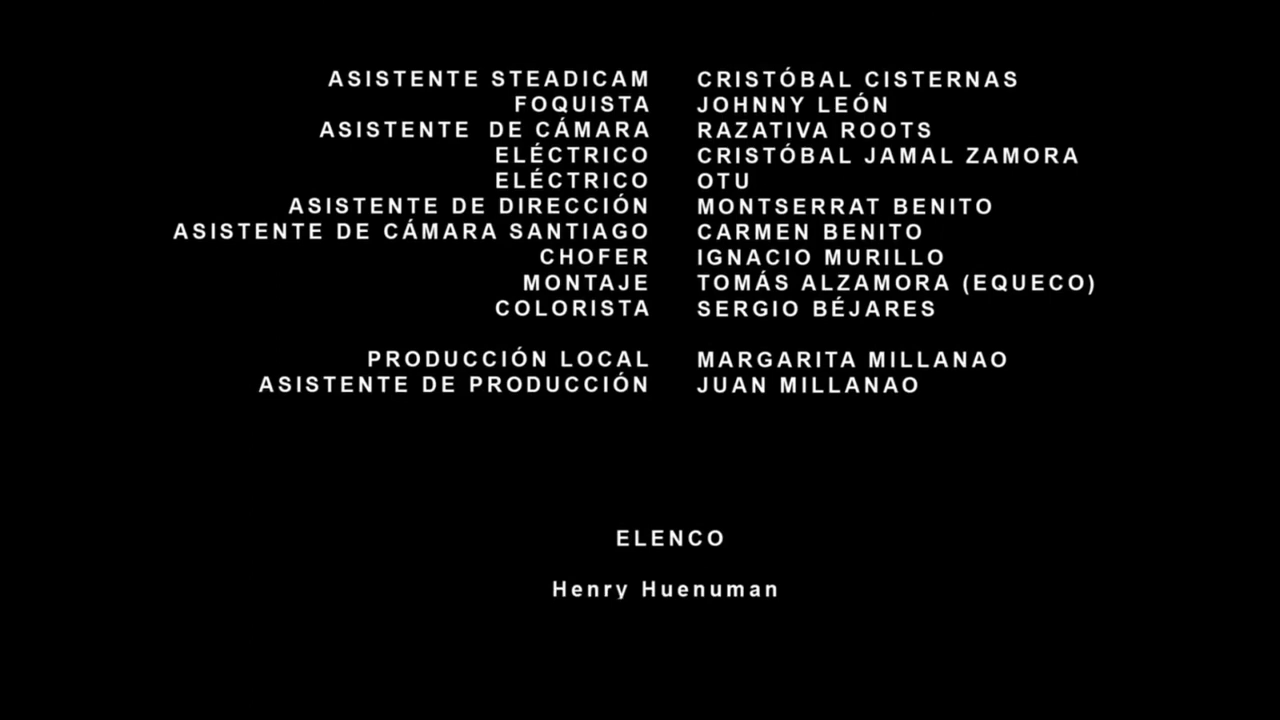 ASISTENTE STEADICAM CRISTÓBAL CISTERNAS
FOQUISTA JOHNNY LEÓN
ASISTENTE DE CÁMARA RAZATIVA ROOTS
ELÉCTRICO CRISTÓBAL JAMAL ZAMORA
ELÉCTRICO OTU
ASISTENTE DE DIRECCIÓN MONTSERRAT BENITO
ASISTENTE DE CÁMARA SANTIAGO CARMEN BENITO
CHOFER IGNACIO MURILLO
MONTAJE TOMÁS ALZAMORA (EQUECO)
COLORISTA SERGIO BÉJARES
PRODUCCIÓN LOCAL MARGARITA MILLANAO
ASISTENTE DE PRODUCCIÓN JUAN MILLANAO
ELENCO
Henry Huenuman